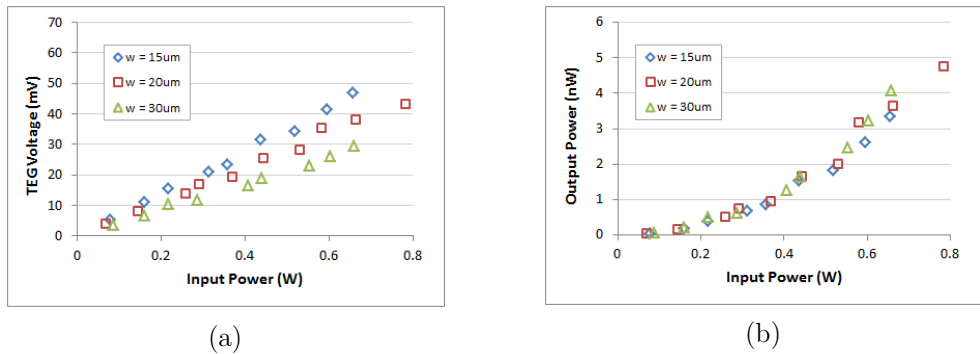 70
60
50
40
30
20
10
0
TEG Voltage (mV)
w = 15um
w = 20um
w = 30um
0 0.2 0.4 0.6 0.8
Input Power (W)
(a)
6
5
4
3
2
1
0
Output Power (nW)
w = 15um
w = 20um
w = 30um
0 0.2 0.4 0.6 0.8
Input Power (W)
(b)